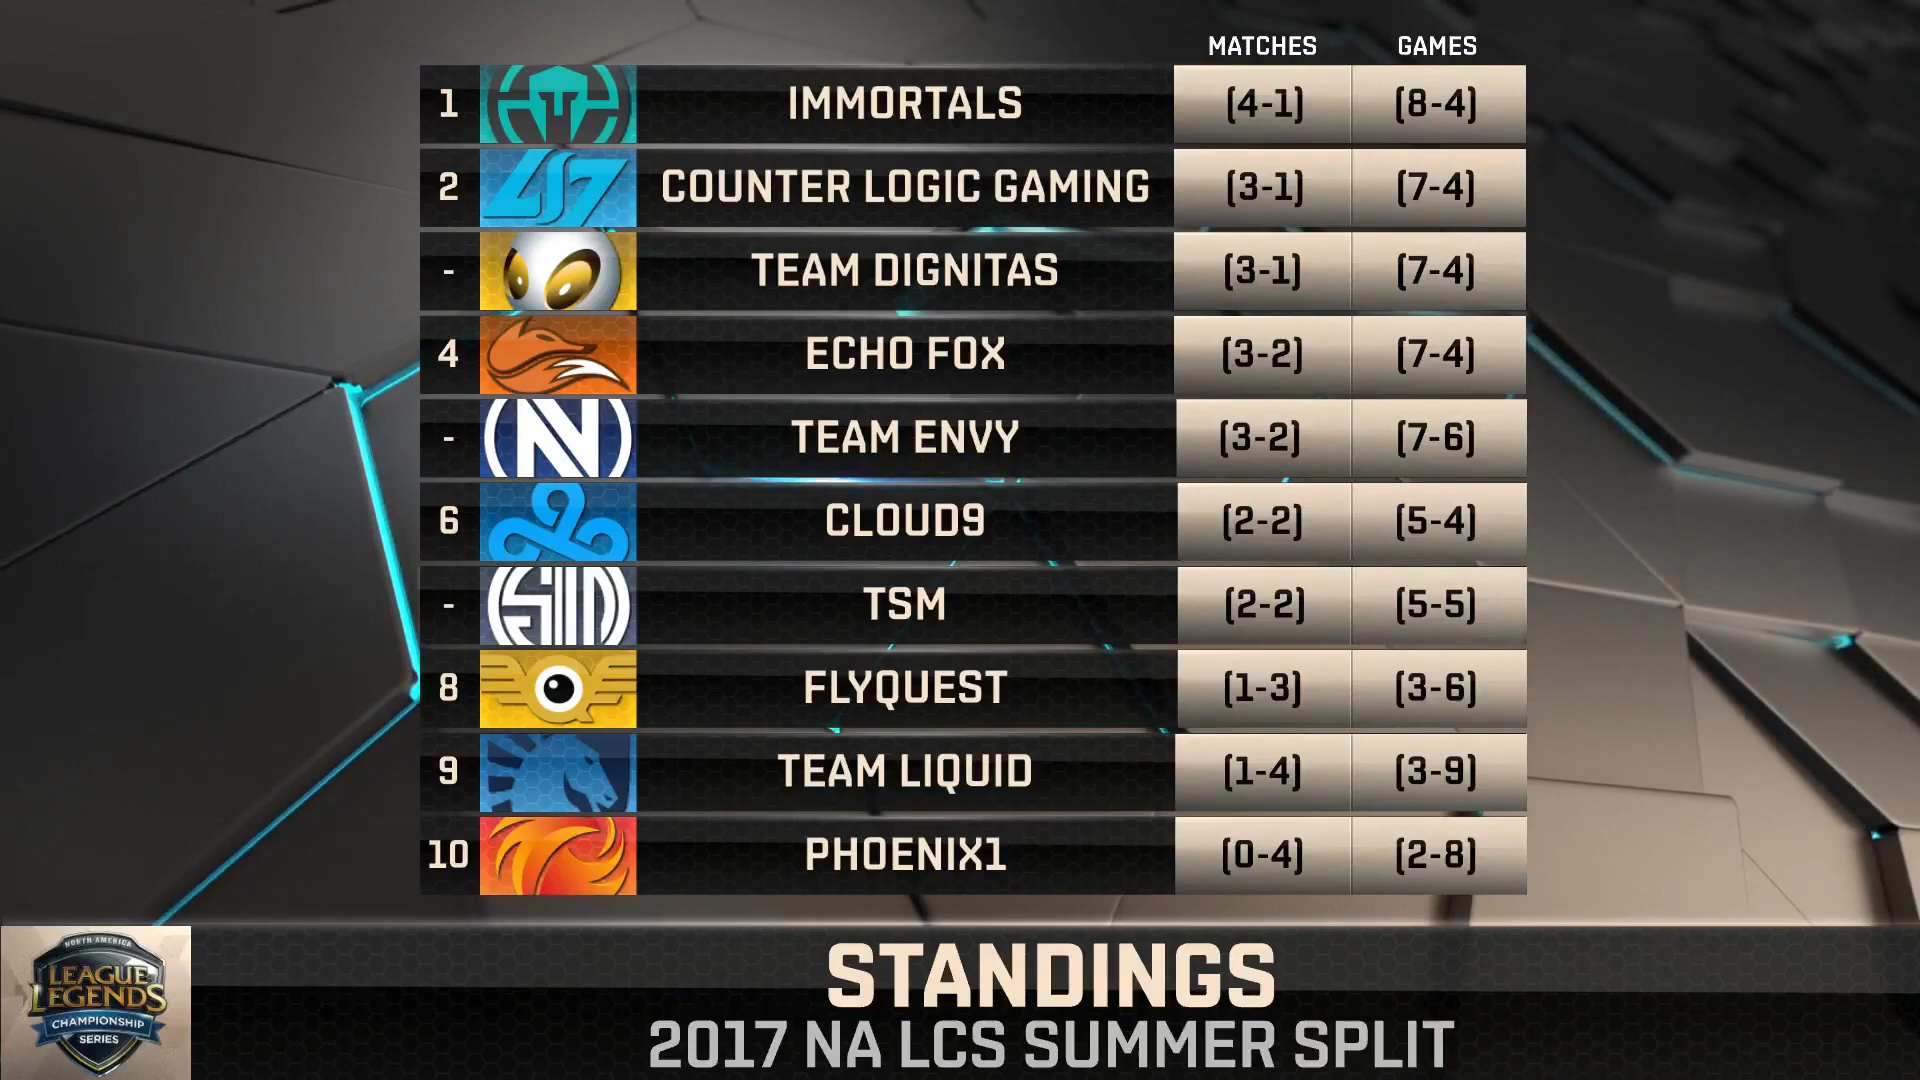 MATCHES GAMES
1 IMMORTALS (4-1) (8-4)
2 COUNTER LOGIC GAMING (3-1) (7-4)
- TEAM DIGNITAS (3-1) (7-4)
4 ECHO FOX (3-2) (7-4)
- TEAM ENVY (3-2) (7-6)
6 CLOUD9 (2-2) (5-4)
- TSM (2-2) (5-5)
8 FLYQUEST (1-3) (3-6)
9 TEAM LIQUID (1-4) (3-9)
10 PHOENIX1 (0-4) (2-8)
NORTH AMERICA
LEAGUE
LEGENDS
CHAMPIONSHIP
SERIES
STANDINGS
2017 NA LCS SUMMER SPLIT